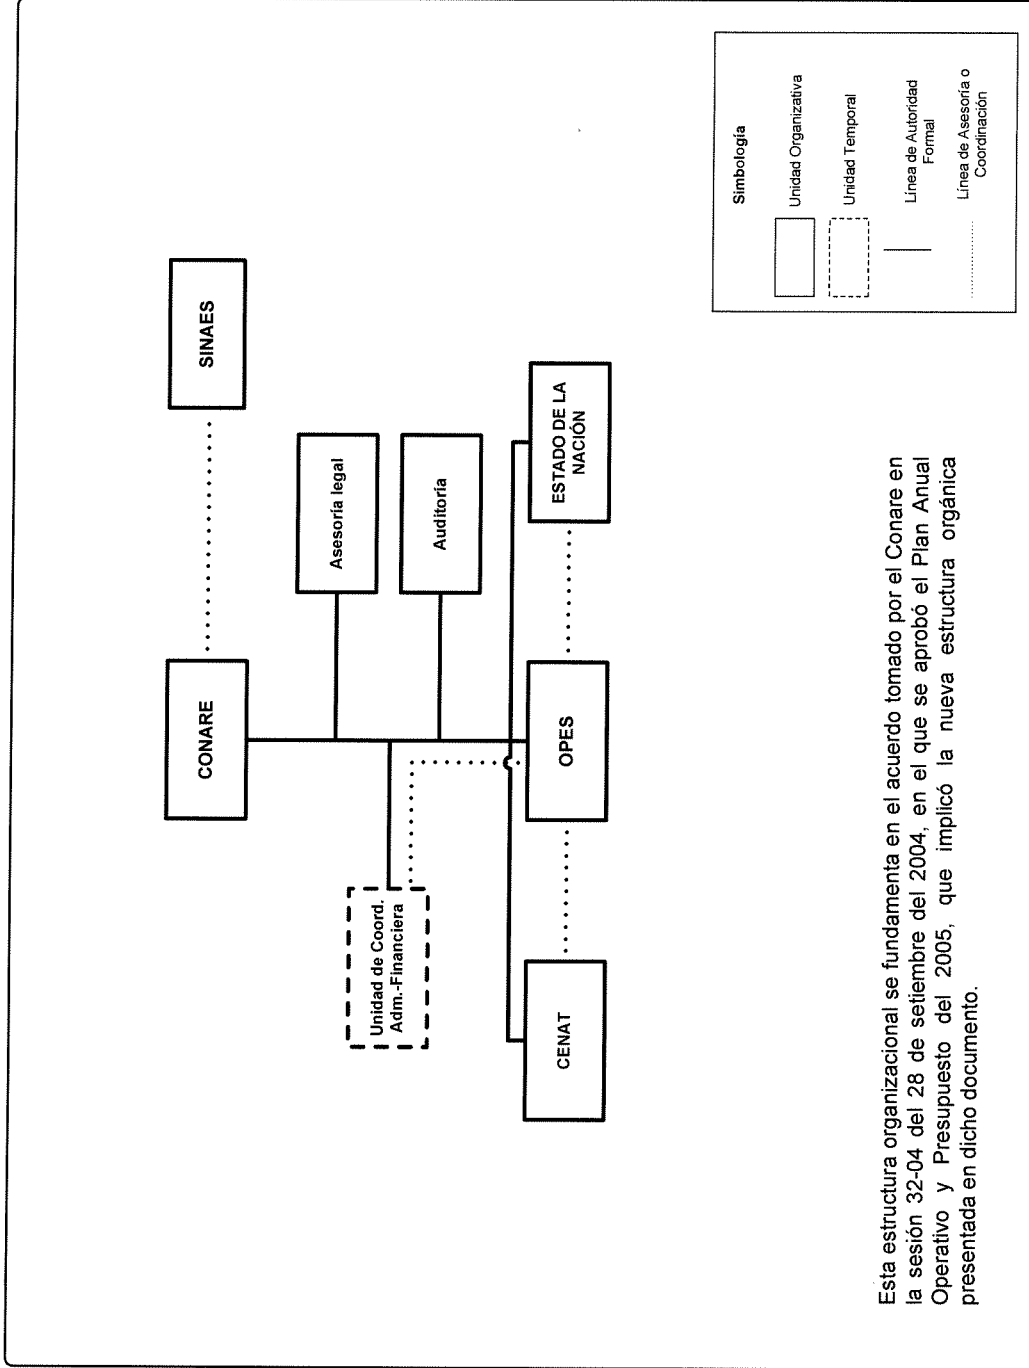 CONARE
SINAES
Asesoría legal
Unidad de Coord.
Adm.-Financiera
Auditoría
CENAT
OPES
ESTADO DE LA
NACIÓN
Simbología
Unidad Organizativa
Unidad Temporal
Línea de Autoridad
Formal
Línea de Asesoría o
Coordinación
Esta estructura organizacional se fundamenta en el acuerdo tomado por el Conare en
la sesión 32-04 del 28 de setiembre del 2004, en el que se aprobó el Plan Anual
Operativo y Presupuesto del 2005, que implicó la nueva estructura orgánica
presentada en dicho documento.